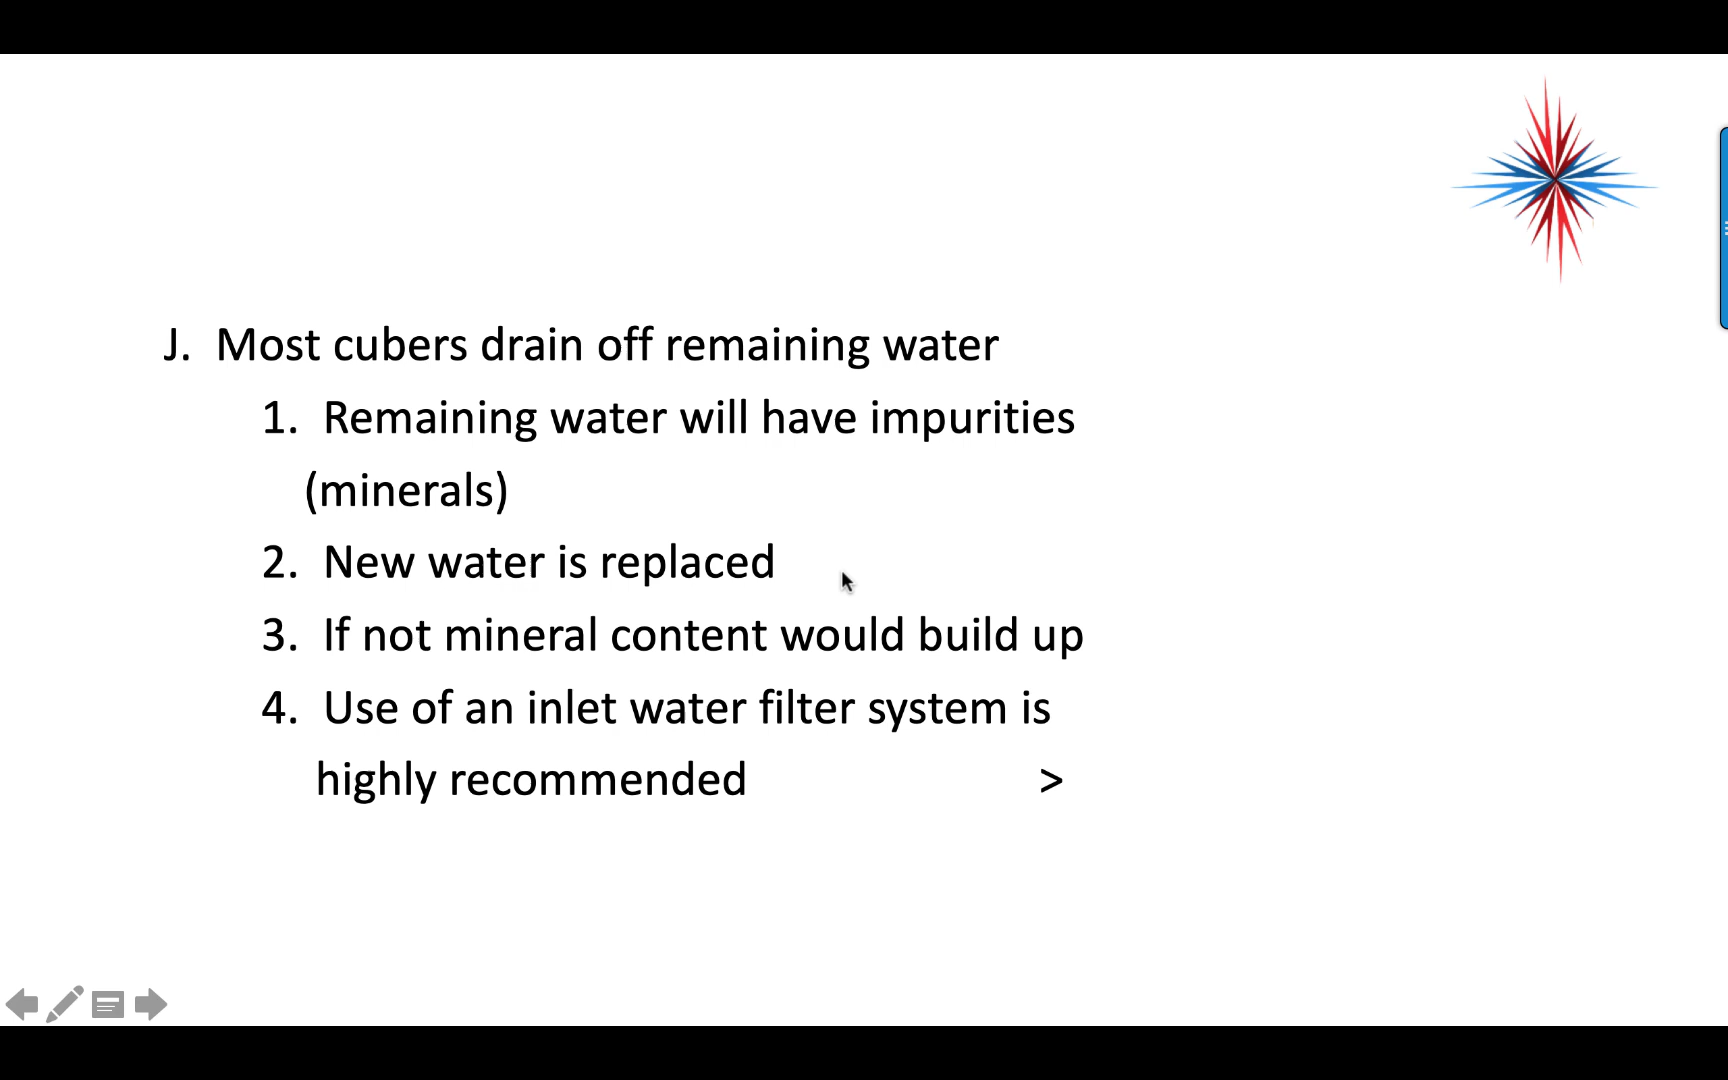 J. Most cubers drain off remaining water
1. Remaining water will have impurities
(minerals)
2. New water is replaced
3. If not mineral content would build up
4. Use of an inlet water filter system is
highly recommended >